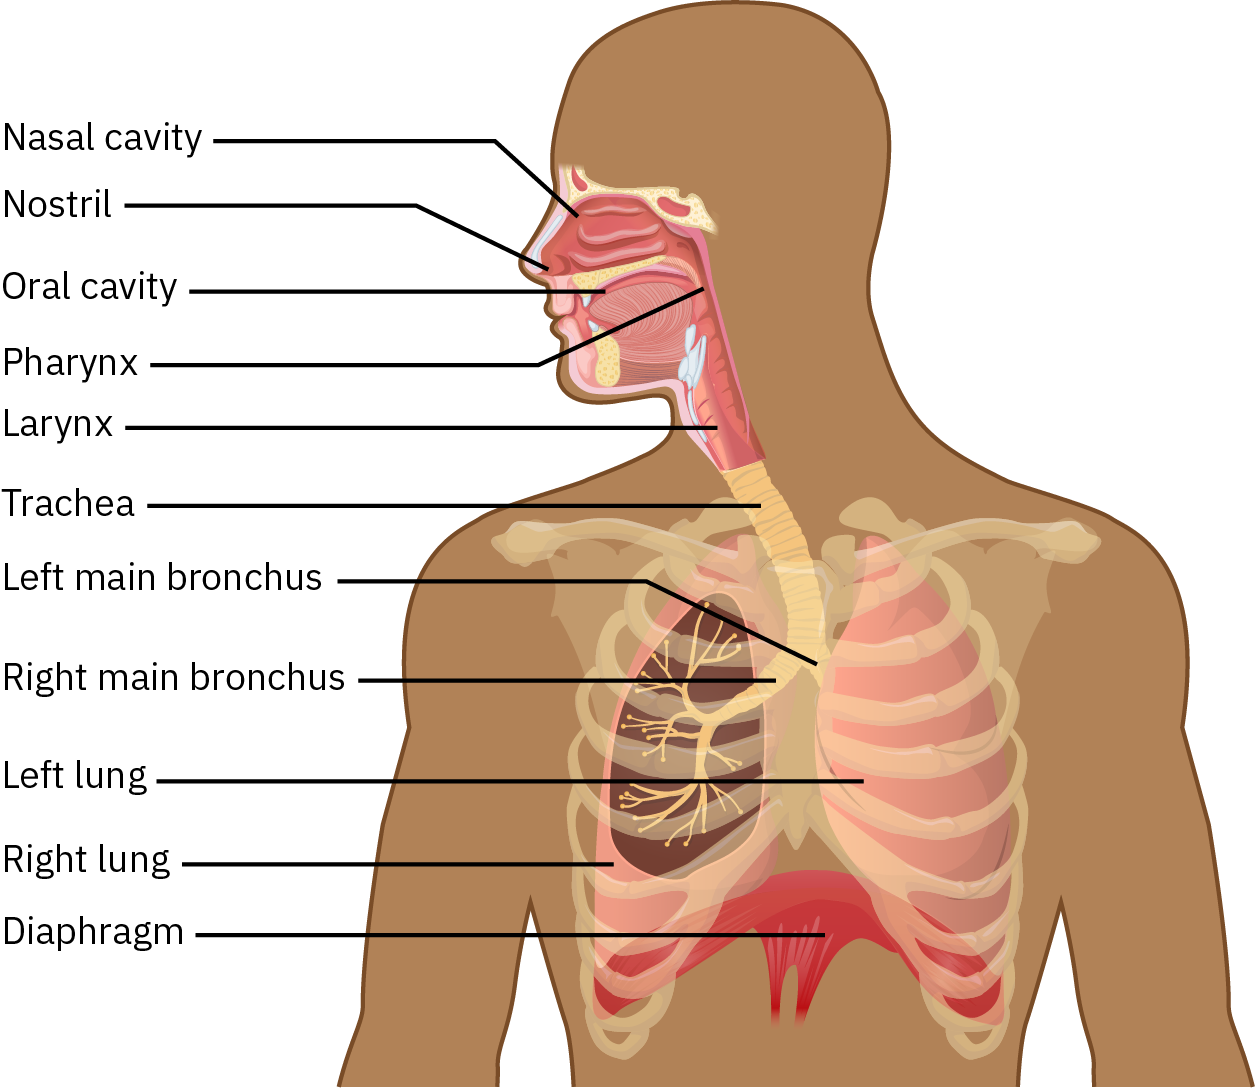 Nasal cavity
Nostril
Oral cavity
Pharynx
Larynx
Trachea
Left main bronchus
Right main bronchus
Left lung
Right lung
Diaphragm